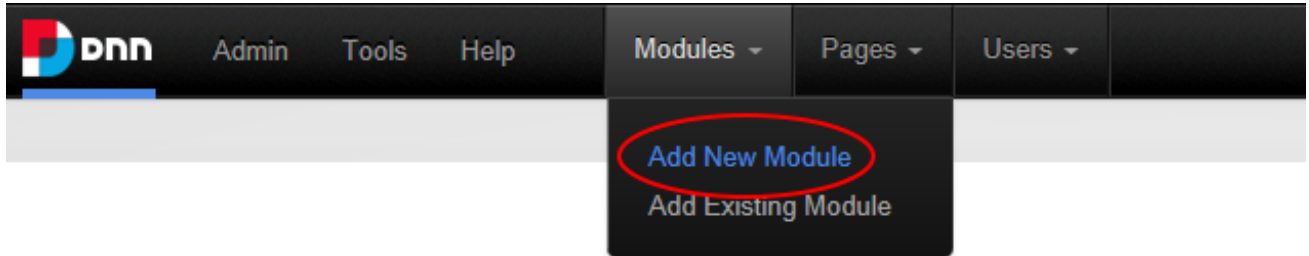 DNN Admin Tools Help Modules Pages Users
Add New Module
Add Existing Module